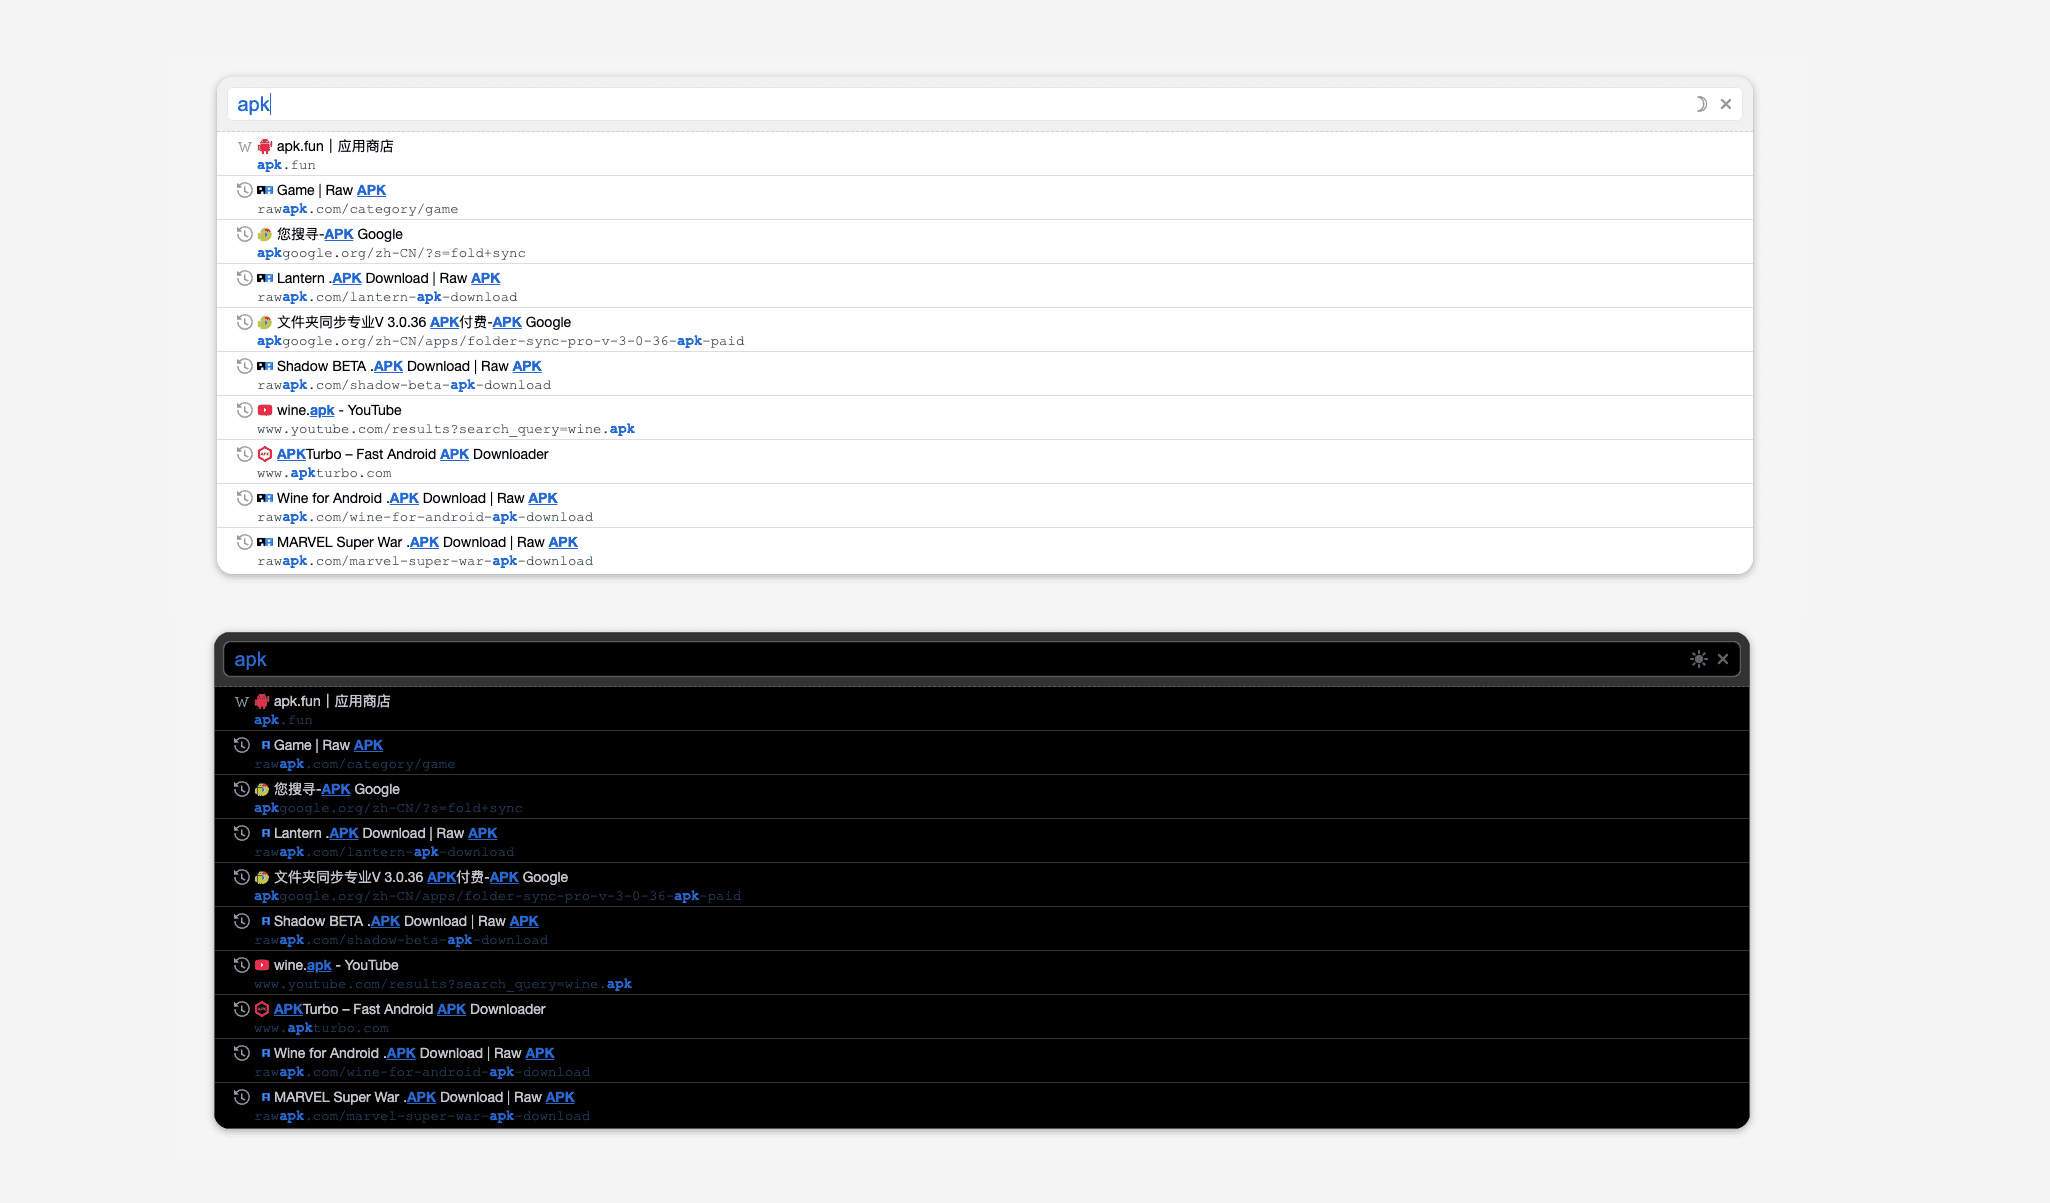 apk
W apk.fun｜应用商店
apk.fun
Game | Raw APK
rawapk.com/category/game
您搜寻-APK Google
apkgoogle.org/zh-CN/?s=fold+sync
Lantern .APK Download | Raw APK
rawapk.com/lantern-apk-download
文件夹同步专业V 3.0.36 APK付费-APK Google
apkgoogle.org/zh-CN/apps/folder-sync-pro-v-3-0-36-apk-paid
Shadow BETA .APK Download | Raw APK
rawapk.com/shadow-beta-apk-download
wine.apk - YouTube
www.youtube.com/results?search_query=wine.apk
APKTurbo – Fast Android APK Downloader
www.apkturbo.com
Wine for Android .APK Download | Raw APK
rawapk.com/wine-for-android-apk-download
MARVEL Super War .APK Download | Raw APK
rawapk.com/marvel-super-war-apk-download
apk
W apk.fun｜应用商店
apk.fun
Game | Raw APK
rawapk.com/category/game
您搜寻-APK Google
apkgoogle.org/zh-CN/?s=fold+sync
Lantern .APK Download | Raw APK
rawapk.com/lantern-apk-download
文件夹同步专业V 3.0.36 APK付费-APK Google
apkgoogle.org/zh-CN/apps/folder-sync-pro-v-3-0-36-apk-paid
Shadow BETA .APK Download | Raw APK
rawapk.com/shadow-beta-apk-download
wine.apk - YouTube
www.youtube.com/results?search_query=wine.apk
APKTurbo – Fast Android APK Downloader
www.apkturbo.com
Wine for Android .APK Download | Raw APK
rawapk.com/wine-for-android-apk-download
MARVEL Super War .APK Download | Raw APK
rawapk.com/marvel-super-war-apk-download